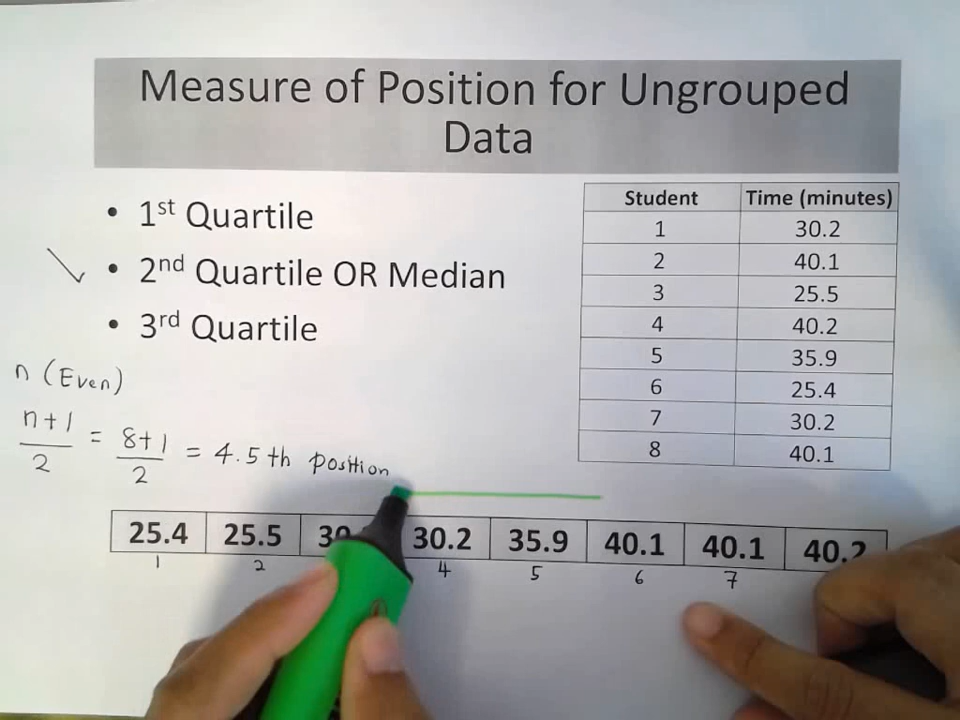 Measure of Position for Ungrouped
Data
• 1st Quartile
• 2nd Quartile OR Median
• 3rd Quartile
Student Time (minutes)
1 30.2
2 40.1
3 25.5
4 40.2
5 35.9
6 25.4
7 30.2
8 40.1
n (Even)
n+1 / 2 = 8+1 / 2 = 4.5th position
25.4 25.5 30.2 35.9 40.1 40.1 40.2
1 2 4 5 6 7